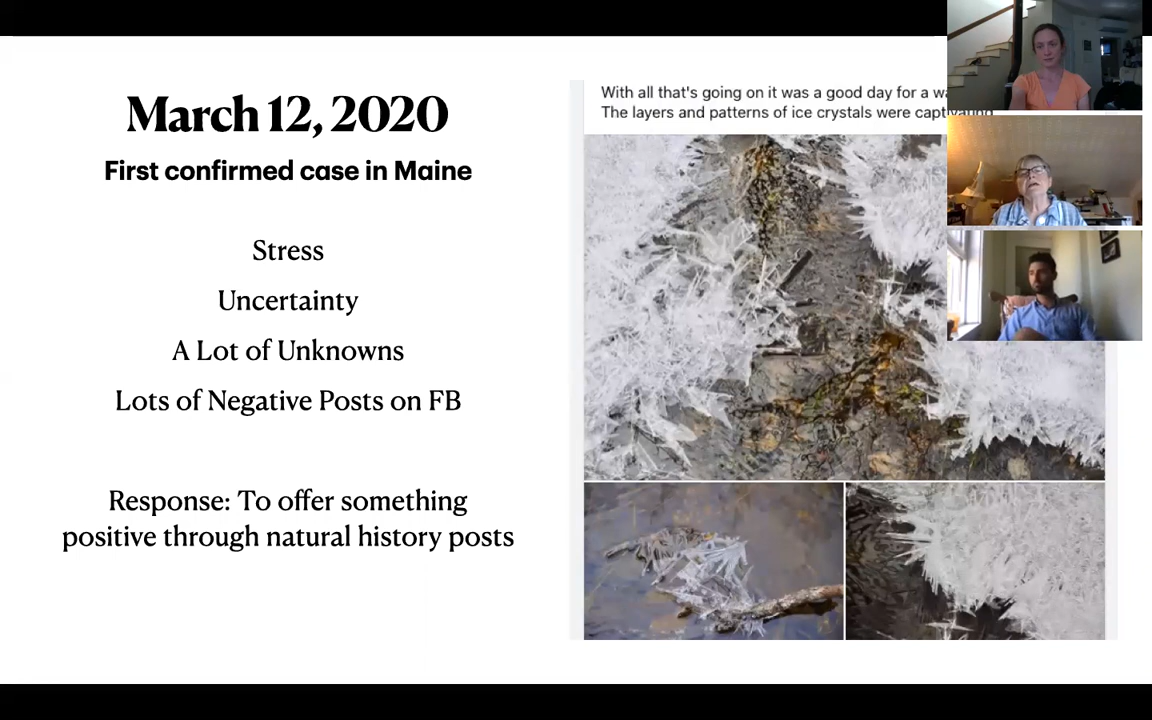 March 12, 2020
First confirmed case in Maine
Stress
Uncertainty
A Lot of Unknowns
Lots of Negative Posts on FB
Response: To offer something
positive through natural history posts
With all that's going on it was a good day for a
The layers and patterns of ice crystals were captivating